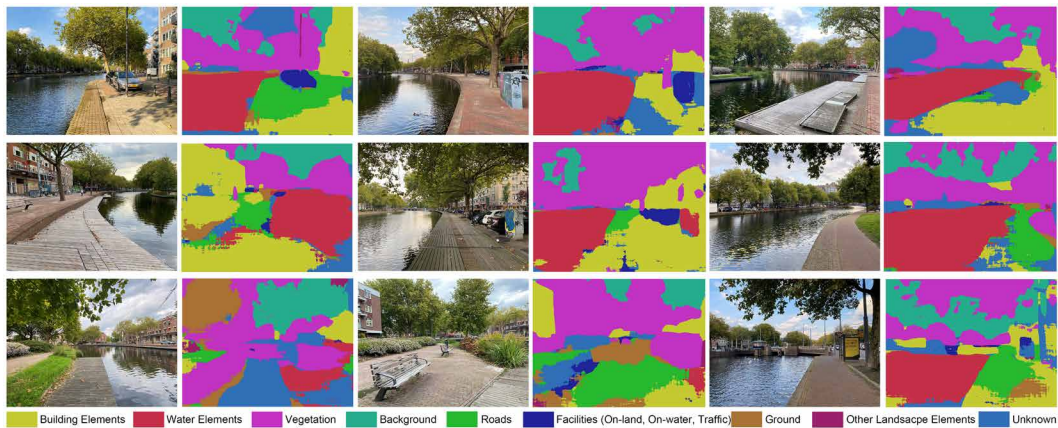 Building Elements Water Elements Vegetation Background Roads Facilities (On-land, On-water, Traffic) Ground Other Landsacpe Elements Unknown